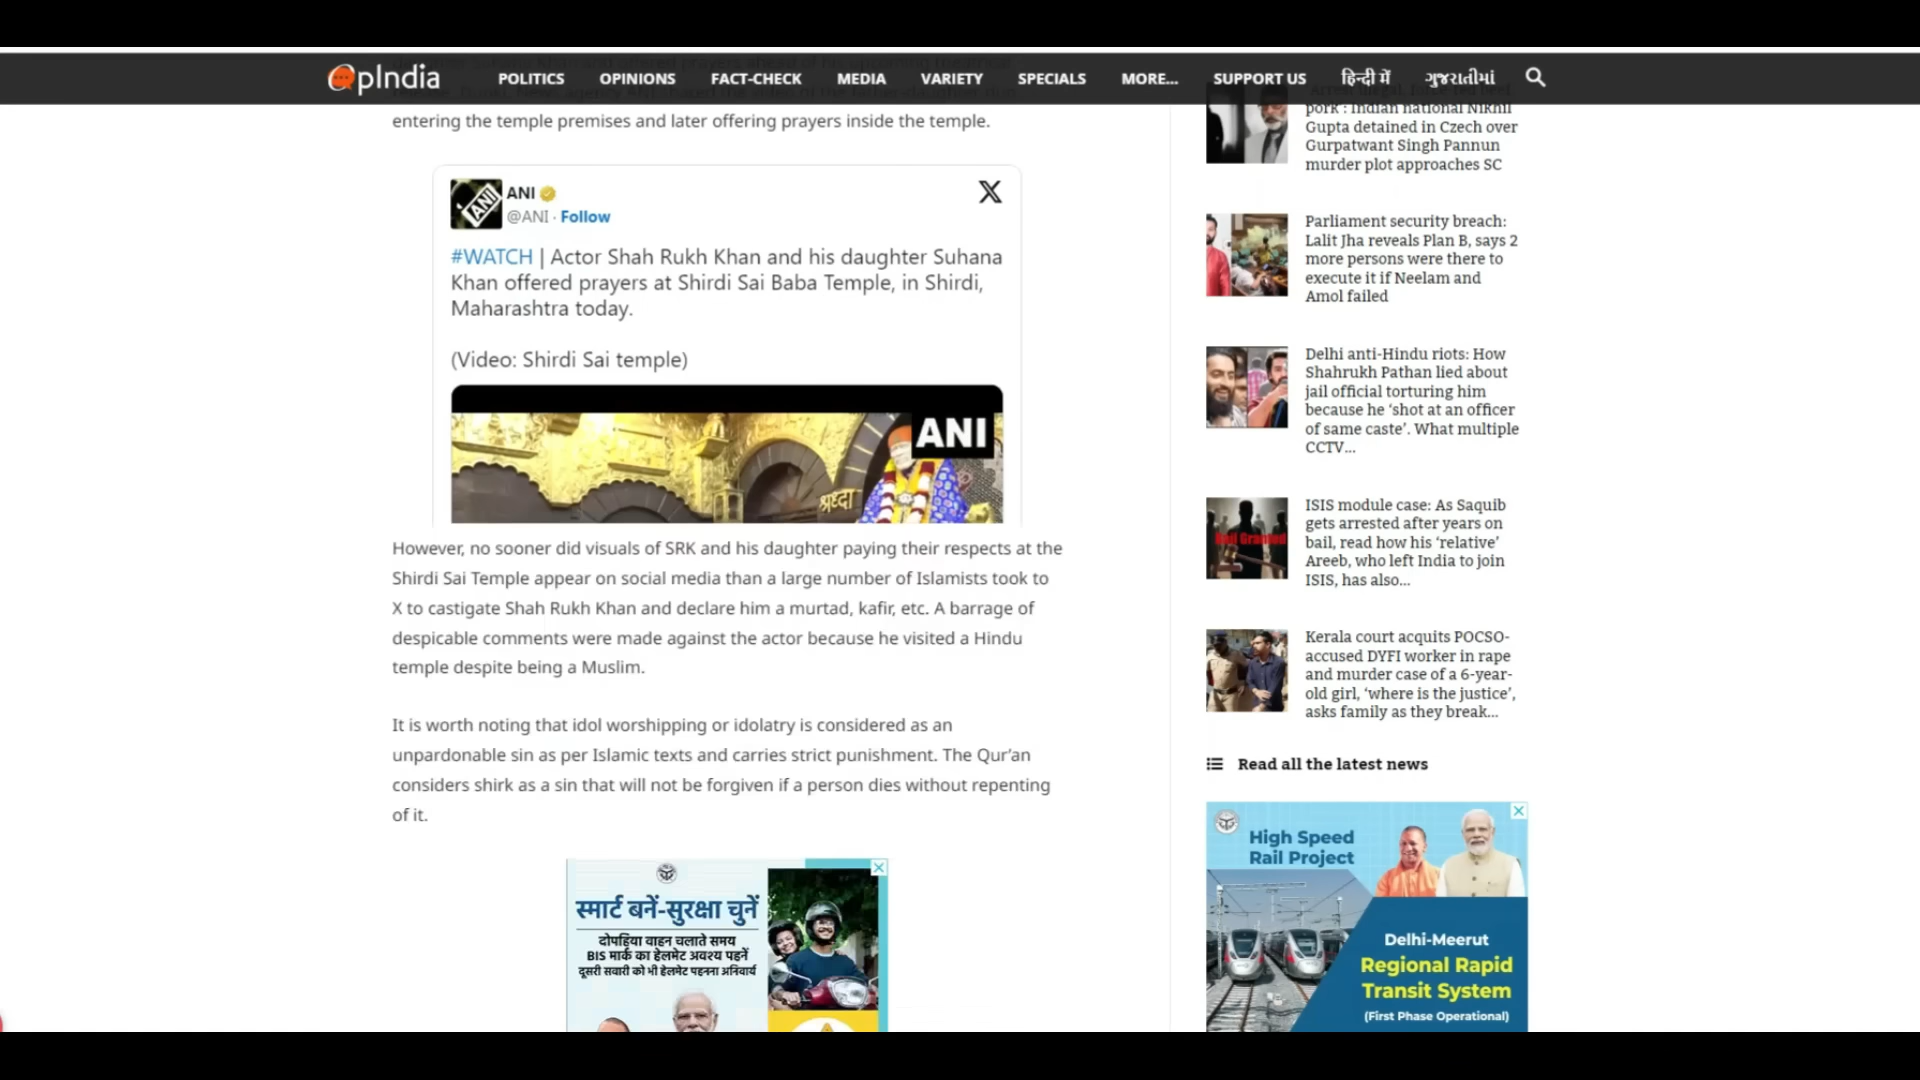 OpIndia
POLITICS OPINIONS FACT-CHECK MEDIA VARIETY SPECIALS MORE... SUPPORT US हिन्दी में ગુજરાતીમાં
entering the temple premises and later offering prayers inside the temple.
ANI
@ANI · Follow
#WATCH | Actor Shah Rukh Khan and his daughter Suhana
Khan offered prayers at Shirdi Sai Baba Temple, in Shirdi,
Maharashtra today.
(Video: Shirdi Sai temple)
ANI
श्रध्दा
However, no sooner did visuals of SRK and his daughter paying their respects at the
Shirdi Sai Temple appear on social media than a large number of Islamists took to
X to castigate Shah Rukh Khan and declare him a murtad, kafir, etc. A barrage of
despicable comments were made against the actor because he visited a Hindu
temple despite being a Muslim.
It is worth noting that idol worshipping or idolatry is considered as an
unpardonable sin as per Islamic texts and carries strict punishment. The Qur’an
considers shirk as a sin that will not be forgiven if a person dies without repenting
of it.
स्मार्ट बनें-सुरक्षा चुनें
दोपहिया वाहन चलाते समय
BIS मार्क का हेलमेट अवश्य पहनें
दूसरी सवारी को भी हेलमेट पहनना अनिवार्य
pork’: Indian national Nikhil
Gupta detained in Czech over
Gurpatwant Singh Pannun
murder plot approaches SC
Parliament security breach:
Lalit Jha reveals Plan B, says 2
more persons were there to
execute it if Neelam and
Amol failed
Delhi anti-Hindu riots: How
Shahrukh Pathan lied about
jail official torturing him
because he ‘shot at an officer
of same caste’. What multiple
CCTV...
ISIS module case: As Saquib
gets arrested after years on
bail, read how his ‘relative’
Areeb, who left India to join
ISIS, has also...
Kerala court acquits POCSO-
accused DYFI worker in rape
and murder case of a 6-year-
old girl, ‘where is the justice’,
asks family as they break...
Read all the latest news
High Speed
Rail Project
Delhi-Meerut
Regional Rapid
Transit System
(First Phase Operational)